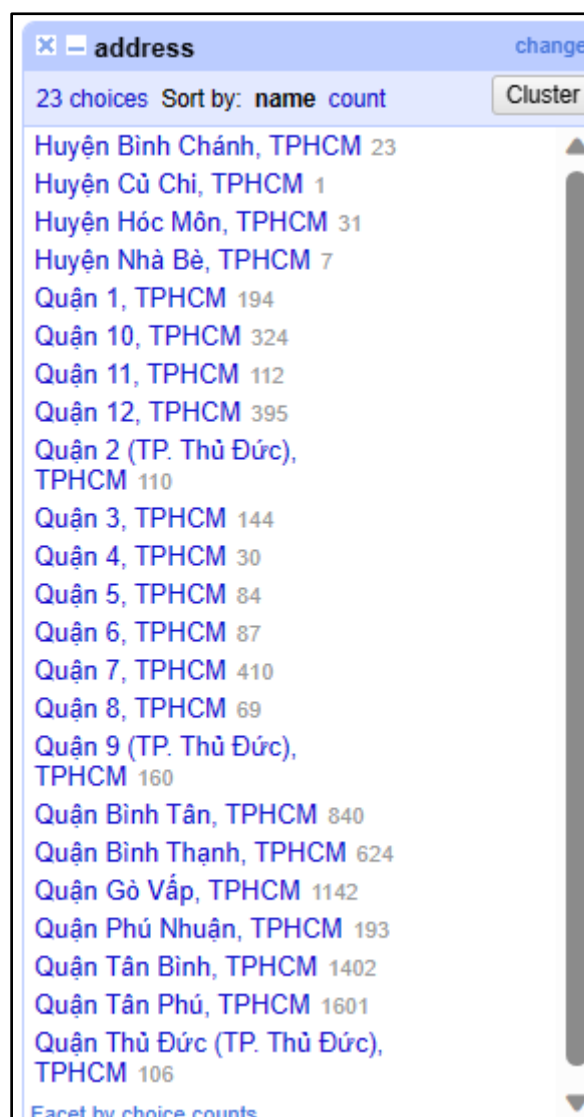 address change
23 choices Sort by: name count Cluster
Huyện Bình Chánh, TPHCM 23
Huyện Củ Chi, TPHCM 1
Huyện Hóc Môn, TPHCM 31
Huyện Nhà Bè, TPHCM 7
Quận 1, TPHCM 194
Quận 10, TPHCM 324
Quận 11, TPHCM 112
Quận 12, TPHCM 395
Quận 2 (TP. Thủ Đức),
TPHCM 110
Quận 3, TPHCM 144
Quận 4, TPHCM 30
Quận 5, TPHCM 84
Quận 6, TPHCM 87
Quận 7, TPHCM 410
Quận 8, TPHCM 69
Quận 9 (TP. Thủ Đức),
TPHCM 160
Quận Bình Tân, TPHCM 840
Quận Bình Thạnh, TPHCM 624
Quận Gò Vấp, TPHCM 1142
Quận Phú Nhuận, TPHCM 193
Quận Tân Bình, TPHCM 1402
Quận Tân Phú, TPHCM 1601
Quận Thủ Đức (TP. Thủ Đức),
TPHCM 106
Facet by choice counts